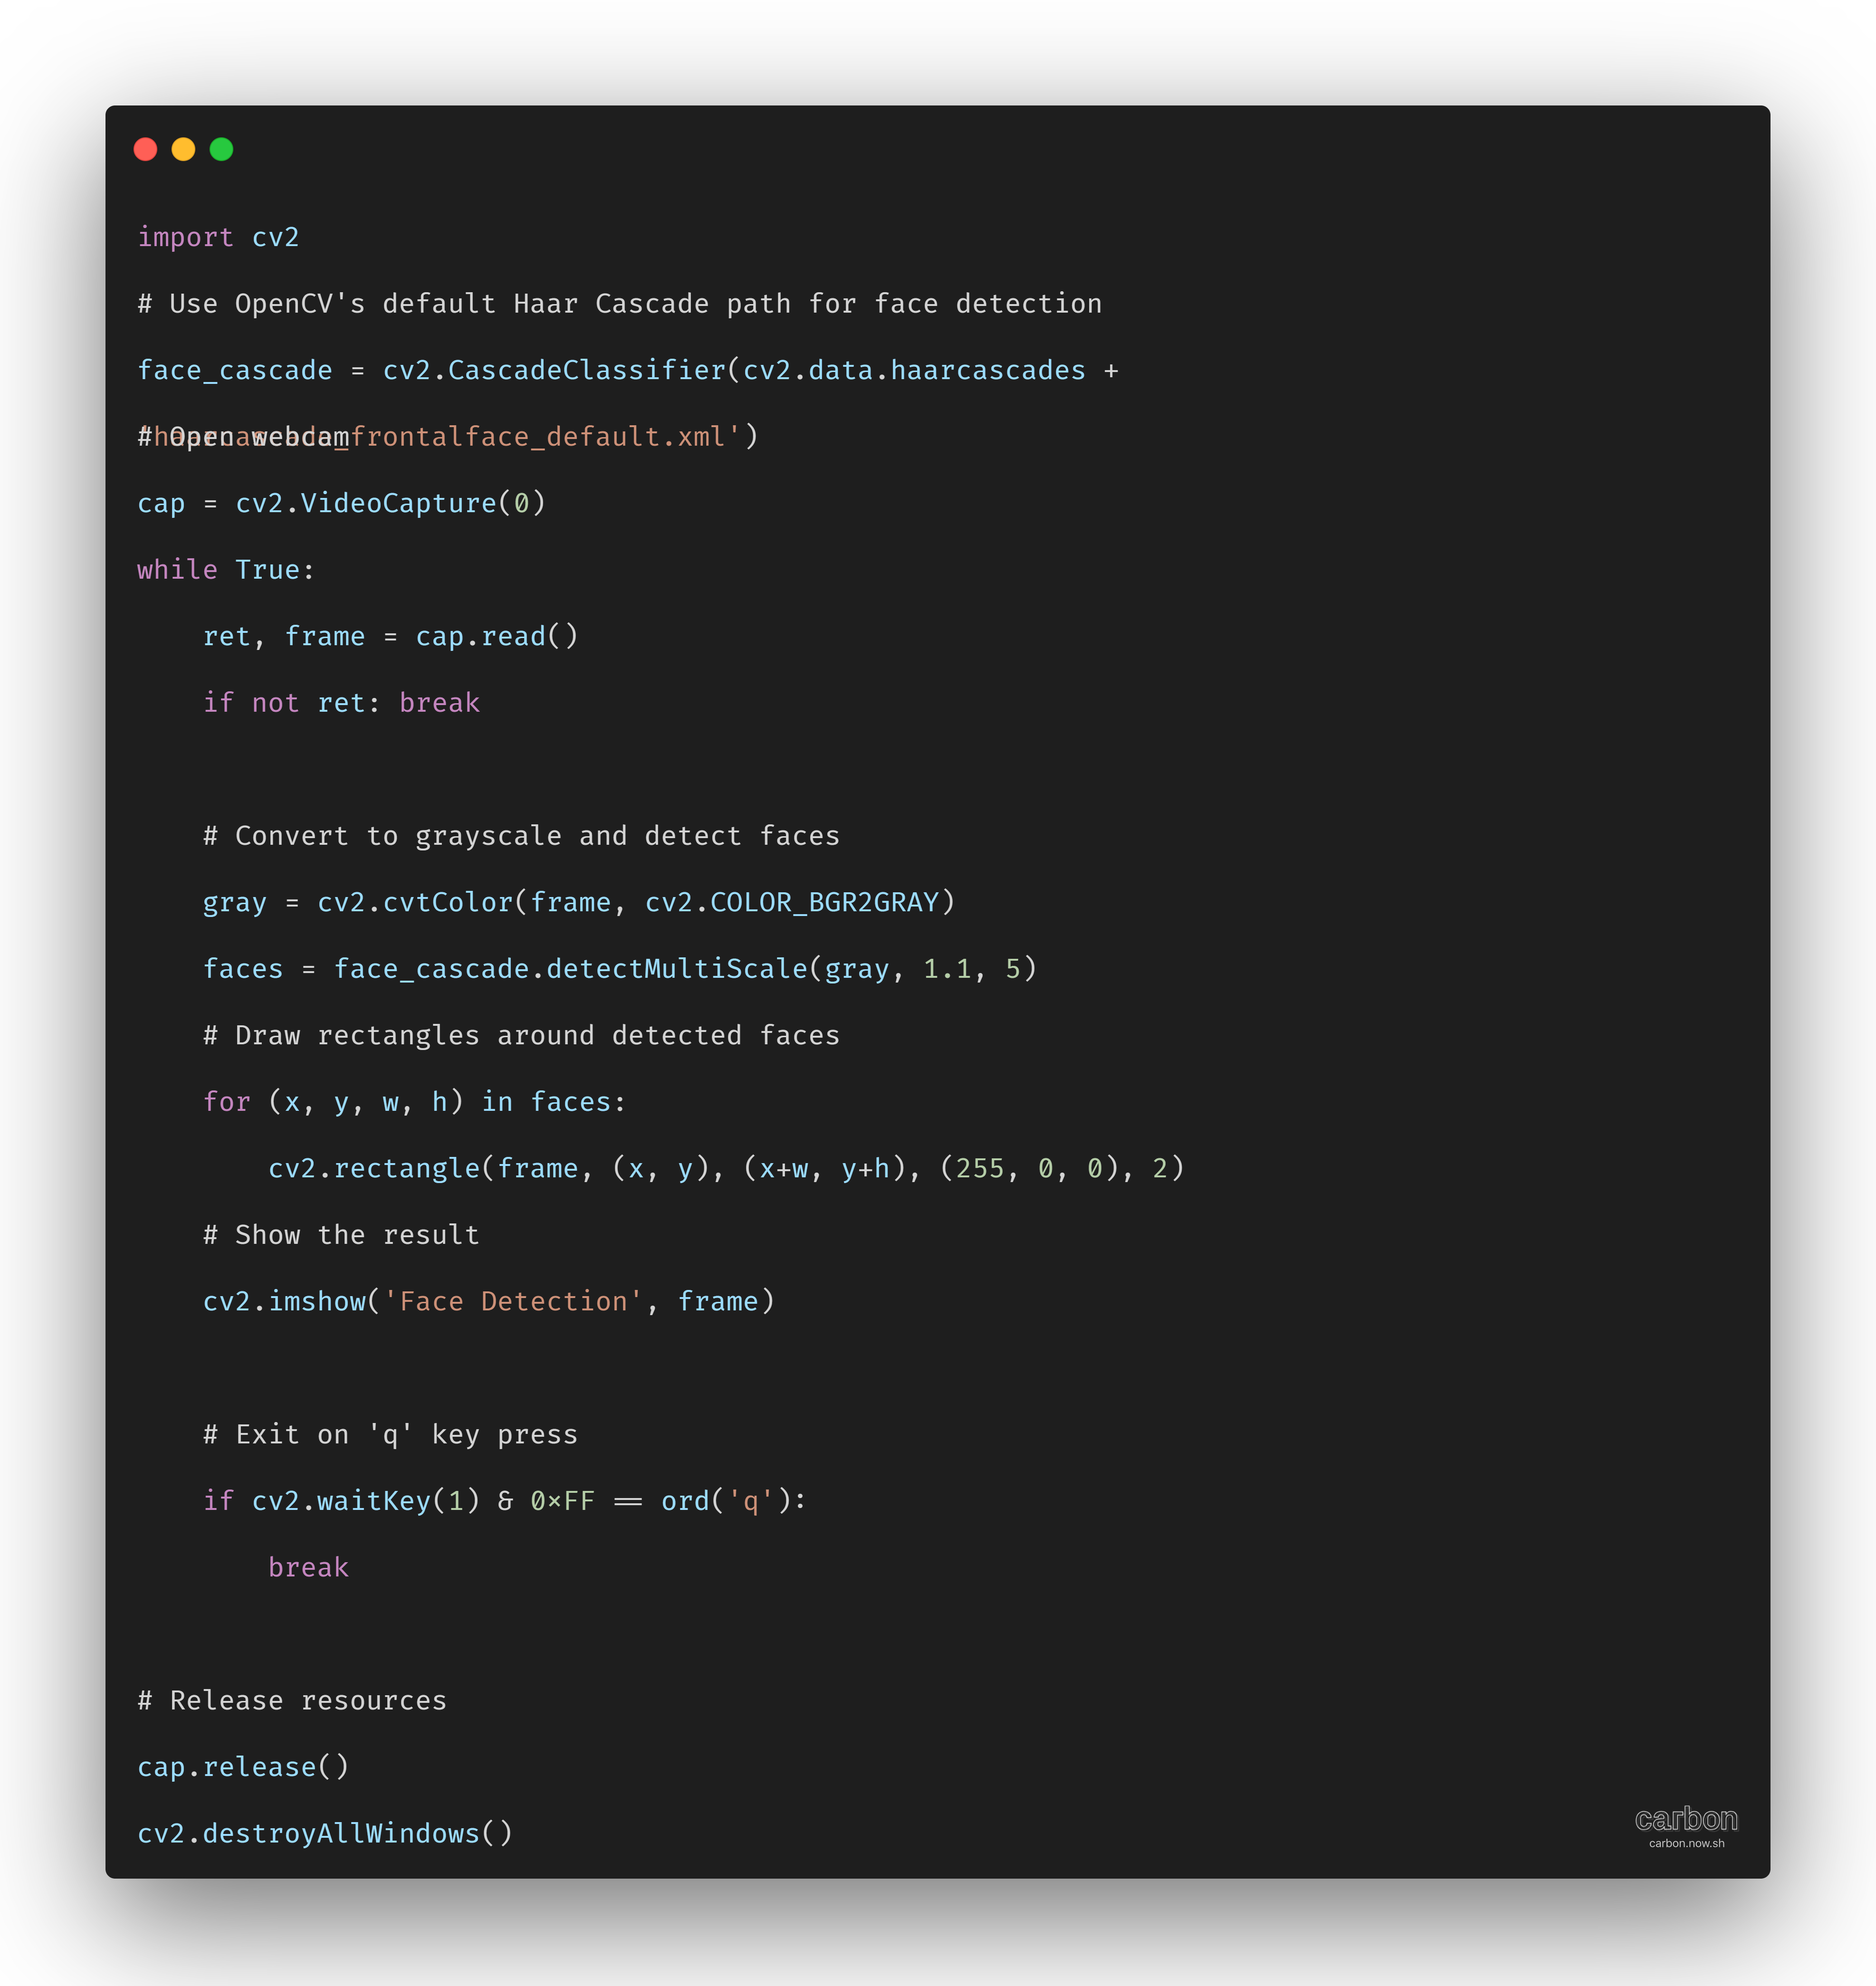 import cv2
# Use OpenCV's default Haar Cascade path for face detection
face_cascade = cv2.CascadeClassifier(cv2.data.haarcascades +
'haarcascade_frontalface_default.xml')
# Open webcam
cap = cv2.VideoCapture(0)
while True:
    ret, frame = cap.read()
    if not ret: break
    # Convert to grayscale and detect faces
    gray = cv2.cvtColor(frame, cv2.COLOR_BGR2GRAY)
    faces = face_cascade.detectMultiScale(gray, 1.1, 5)
    # Draw rectangles around detected faces
    for (x, y, w, h) in faces:
        cv2.rectangle(frame, (x, y), (x+w, y+h), (255, 0, 0), 2)
    # Show the result
    cv2.imshow('Face Detection', frame)
    # Exit on 'q' key press
    if cv2.waitKey(1) & 0xFF == ord('q'):
        break
# Release resources
cap.release()
cv2.destroyAllWindows()
carbon
carbon.now.sh